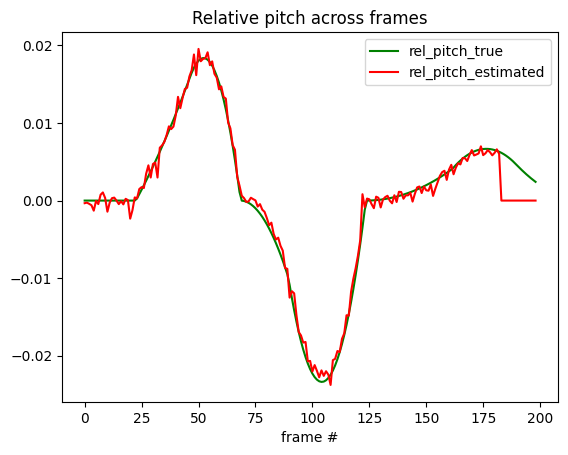 Relative pitch across frames
rel_pitch_true
rel_pitch_estimated
0.02
0.01
0.00
−0.01
−0.02
0 25 50 75 100 125 150 175 200
frame #